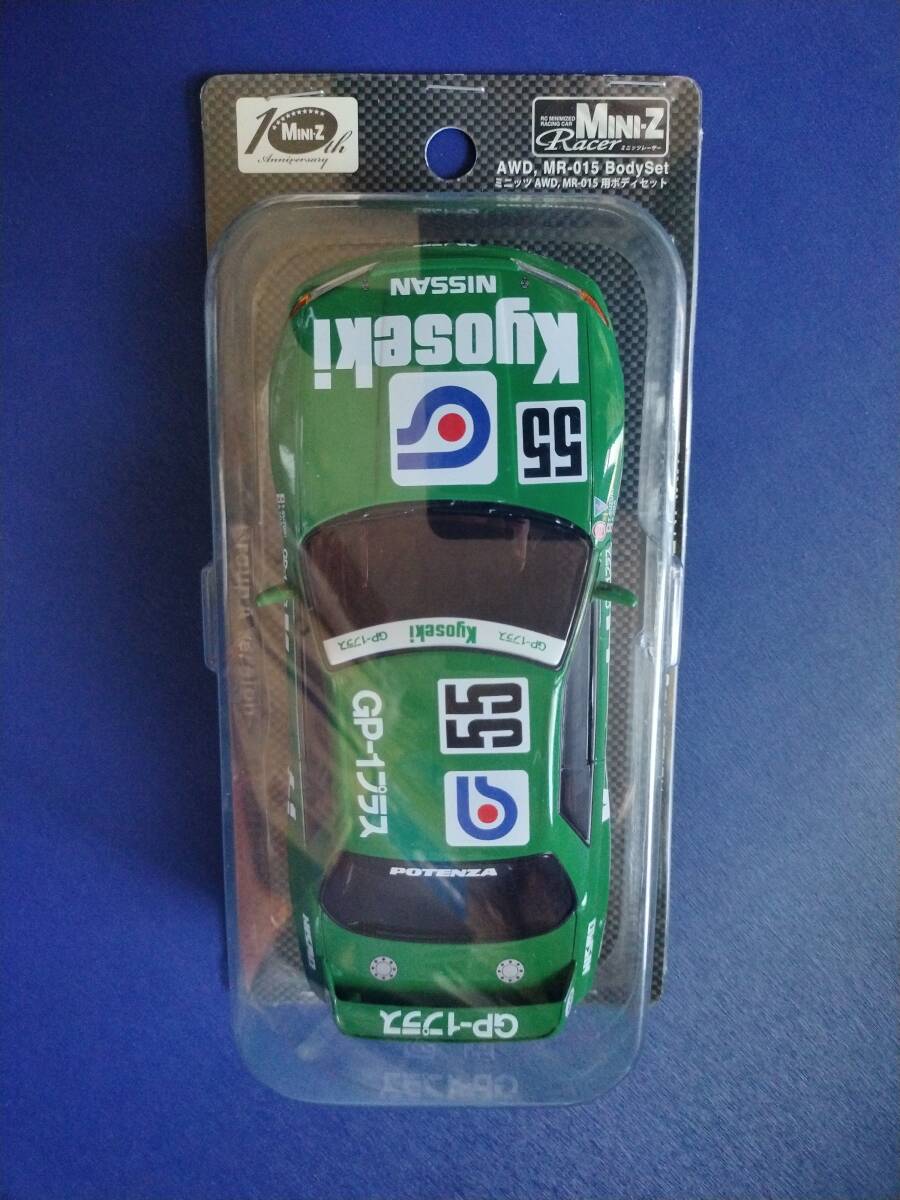 10th
MINI-Z
Anniversary
RC MINIMIZED
RACING CAR
MINI-Z
Racer ミニッツレーサー
AWD, MR-015 BodySet
ミニッツ AWD, MR-015 用ボディセット
NISSAN
Kyoseki
55
GP-1プラス Kyoseki GP-1プラス
55
GP-1プラス
POTENZA
NISMO
NISMO
GP-1プラス